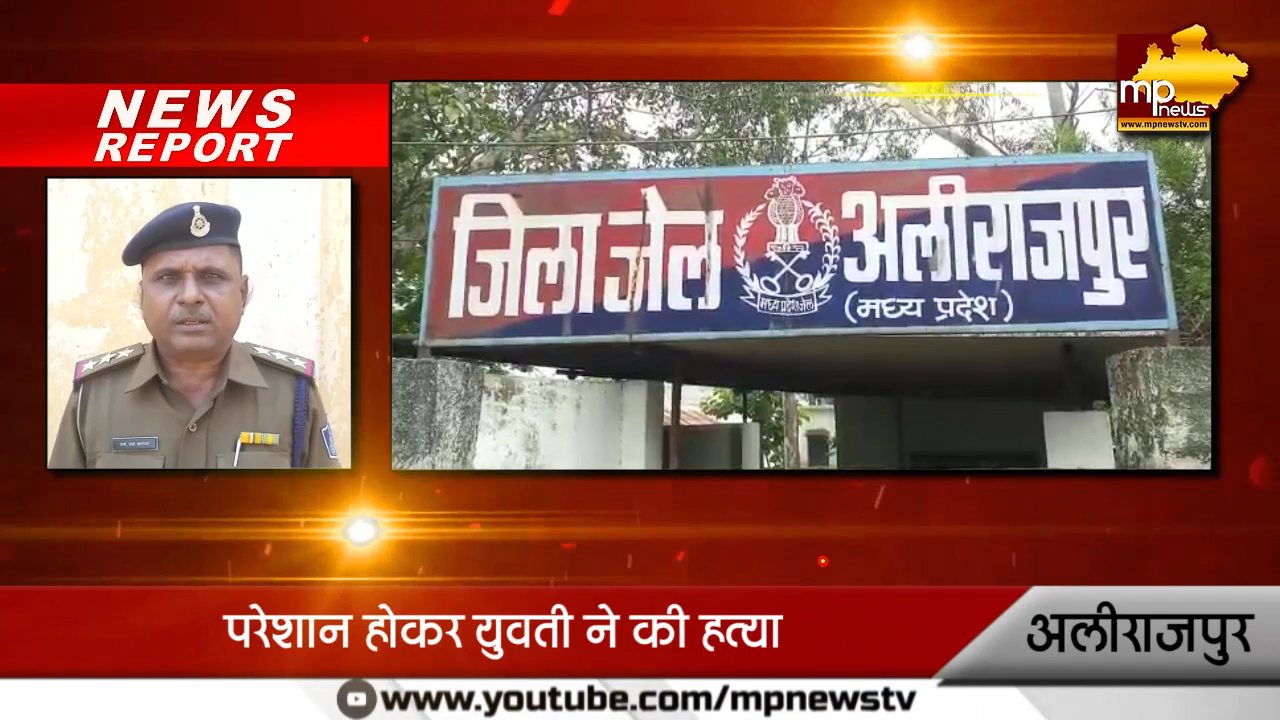 NEWS
REPORT
mp
news
www.mpnewstv.com
जिला जेल
अलीराजपुर
(मध्य प्रदेश)
मध्य प्रदेश जेल
परेशान होकर युवती ने की हत्या
अलीराजपुर
www.youtube.com/mpnewstv